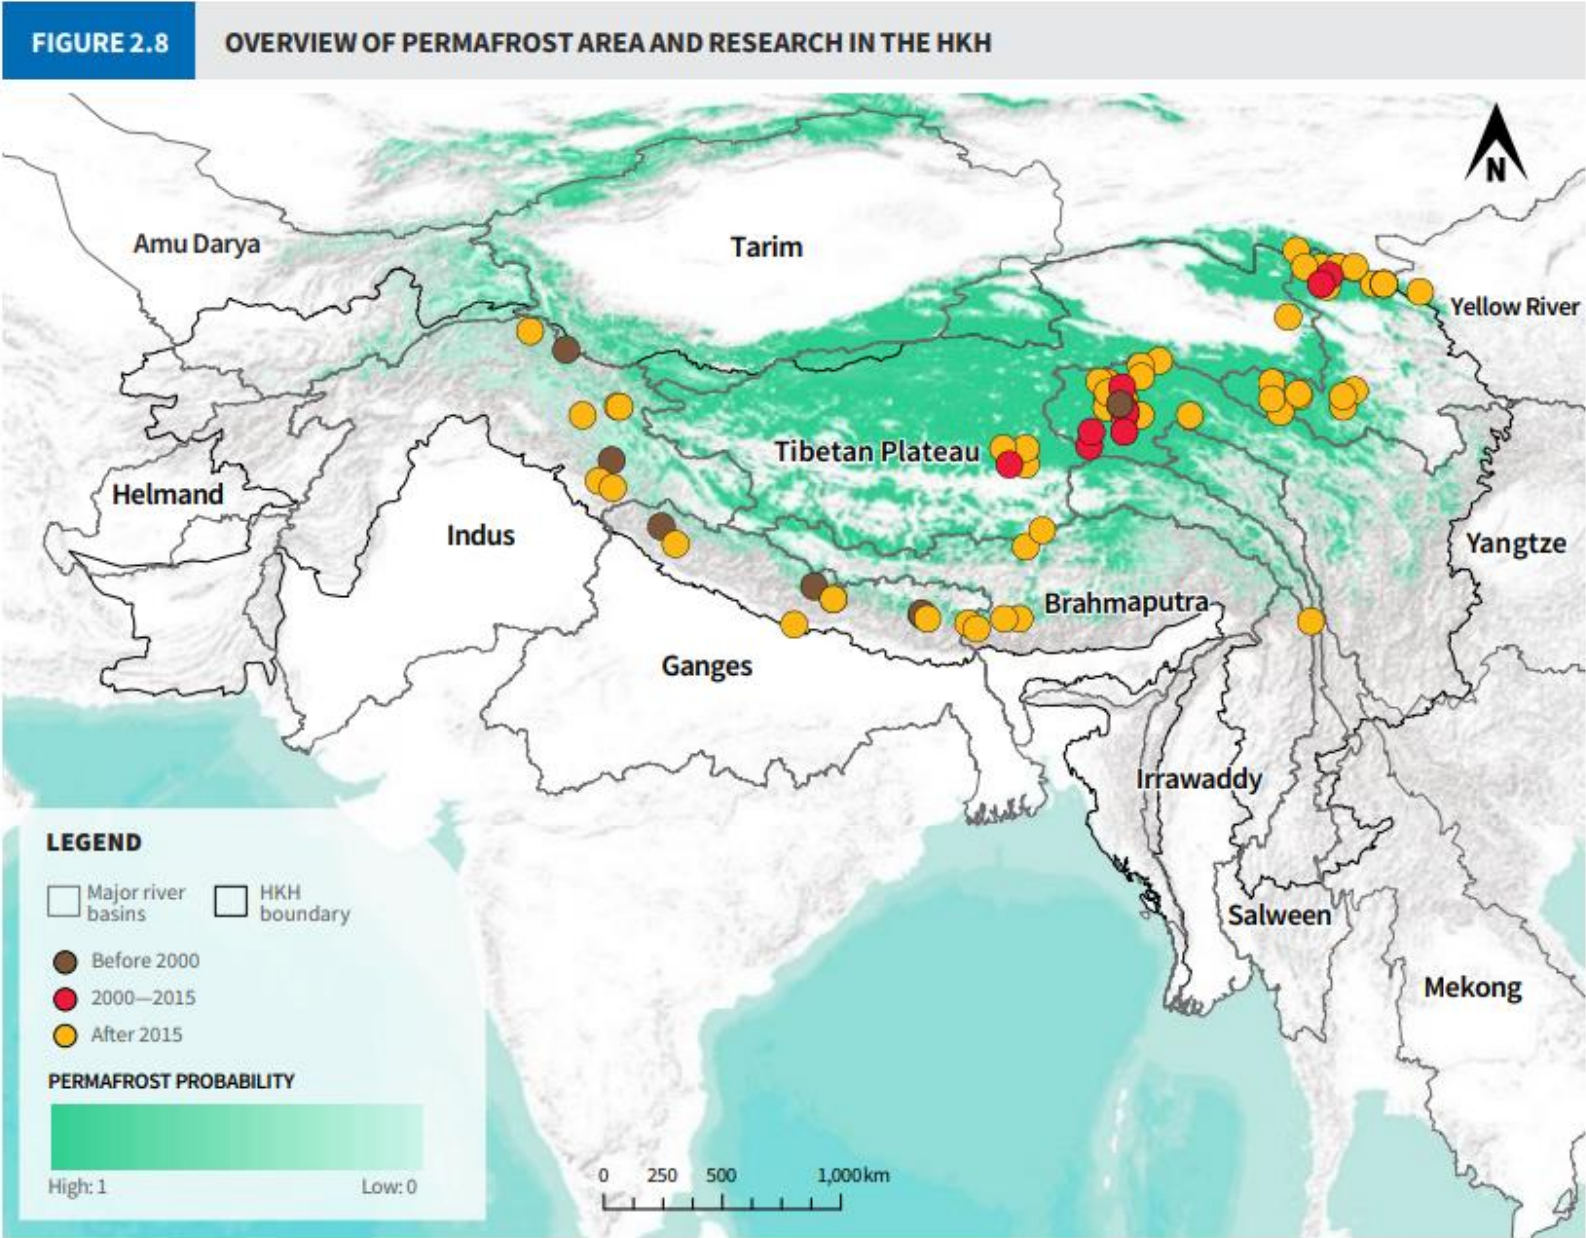 FIGURE 2.8
OVERVIEW OF PERMAFROST AREA AND RESEARCH IN THE HKH
N
Amu Darya
Tarim
Yellow River
Tibetan Plateau
Helmand
Indus
Yangtze
Brahmaputra
Ganges
Irrawaddy
Salween
Mekong
LEGEND
Major river
basins
HKH
boundary
Before 2000
2000—2015
After 2015
PERMAFROST PROBABILITY
High: 1
Low: 0
0 250 500 1,000 km